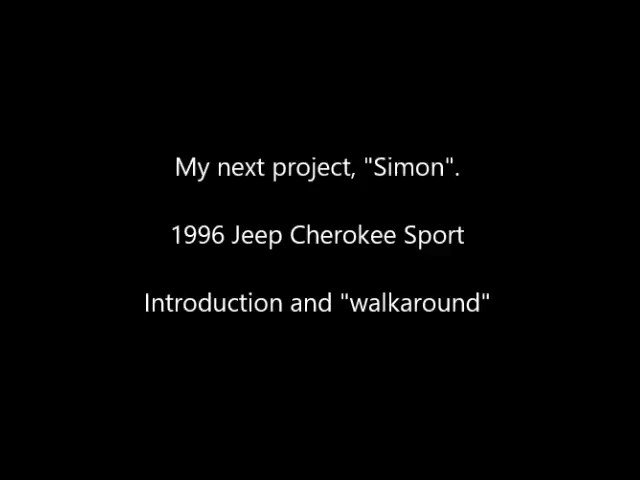 My next project, "Simon".
1996 Jeep Cherokee Sport
Introduction and "walkaround"